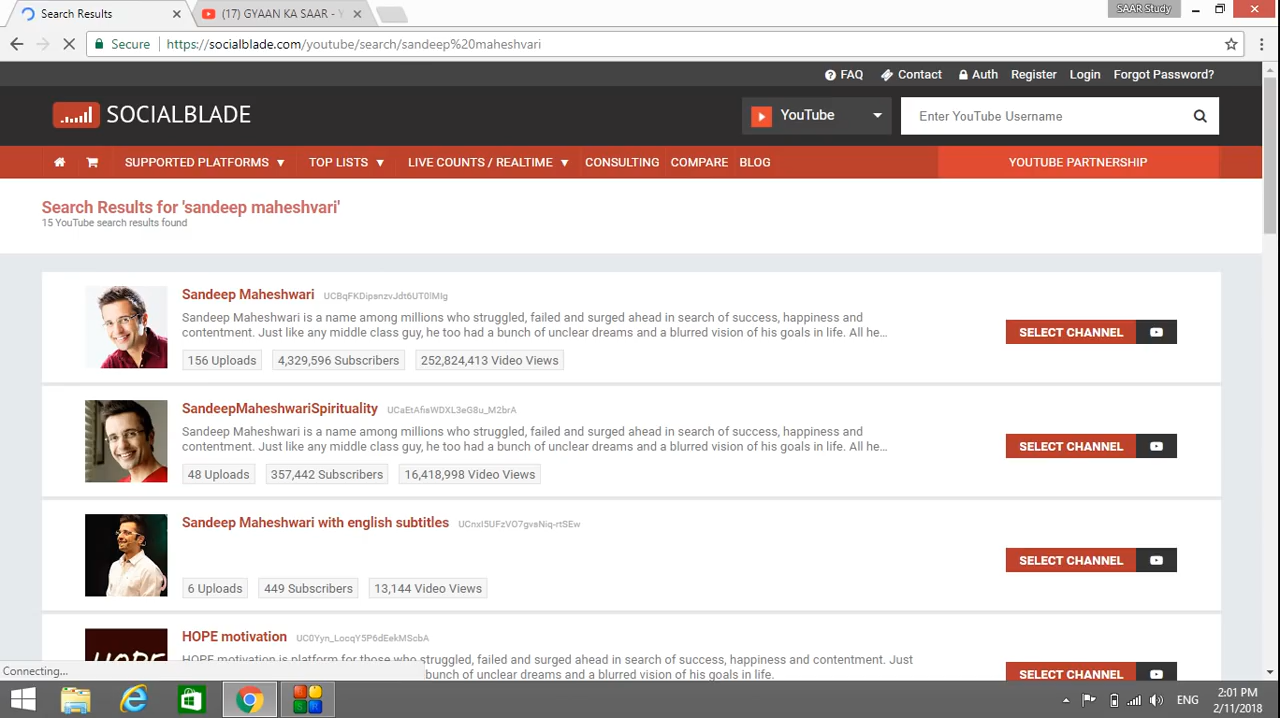 Search Results
(17) GYAAN KA SAAR - Y
SAAR Study
Secure
https://socialblade.com/youtube/search/sandeep%20maheshvari
FAQ Contact Auth Register Login Forgot Password?
SOCIALBLADE
YouTube
Enter YouTube Username
SUPPORTED PLATFORMS TOP LISTS LIVE COUNTS / REALTIME CONSULTING COMPARE BLOG YOUTUBE PARTNERSHIP
Search Results for 'sandeep maheshvari'
15 YouTube search results found
Sandeep Maheshwari
Sandeep Maheshwari is a name among millions who struggled, failed and surged ahead in search of success, happiness and
contentment. Just like any middle class guy, he too had a bunch of unclear dreams and a blurred vision of his goals in life. All he...
SELECT CHANNEL
156 Uploads 4,329,596 Subscribers 252,824,413 Video Views
SandeepMaheshwariSpirituality
Sandeep Maheshwari is a name among millions who struggled, failed and surged ahead in search of success, happiness and
contentment. Just like any middle class guy, he too had a bunch of unclear dreams and a blurred vision of his goals in life. All he...
SELECT CHANNEL
48 Uploads 357,442 Subscribers 16,418,998 Video Views
Sandeep Maheshwari with english subtitles
SELECT CHANNEL
6 Uploads 449 Subscribers 13,144 Video Views
HOPE motivation
HOPE
HOPE motivation is platform for those who struggled, failed and surged ahead in search of success, happiness and contentment. Just
bunch of unclear dreams and a blurred vision of his goals in life.
SELECT CHANNEL
Connecting...
ENG
2:01 PM
2/11/2018